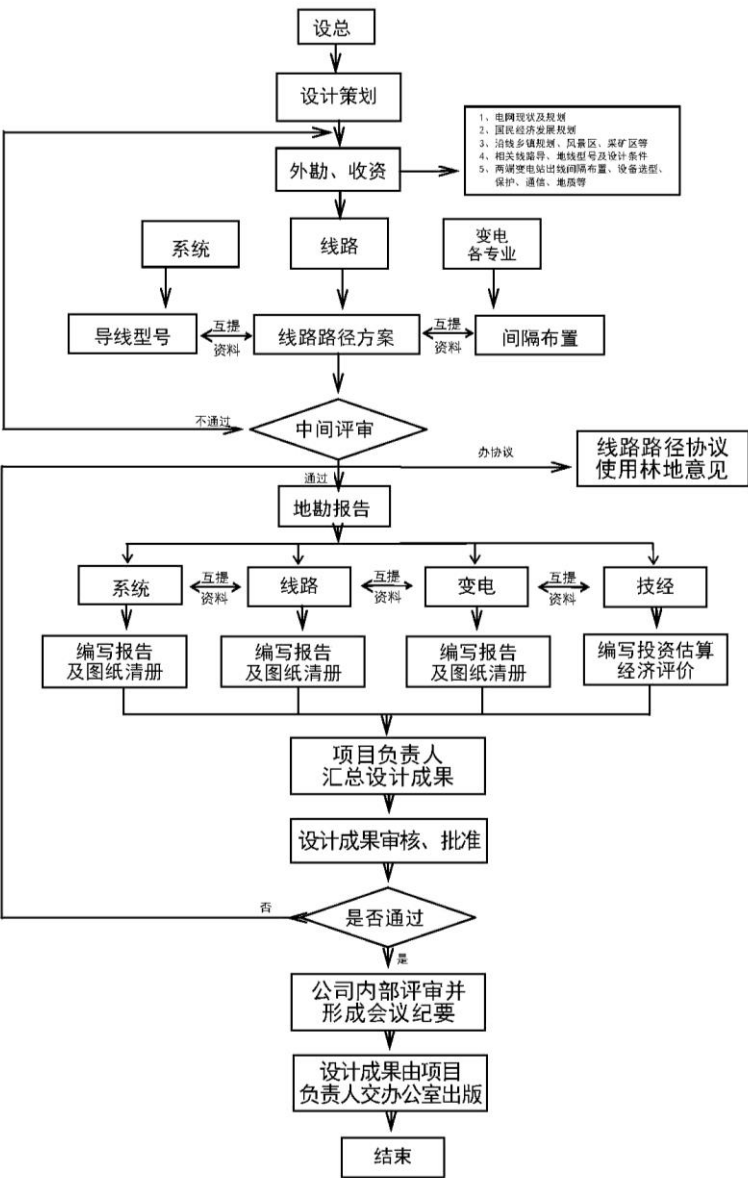 设总
设计策划
外勘、收资
1、电网现状及规划
2、国民经济发展规划
3、沿线乡镇规划、风景区、采矿区等
4、相关线路导、地线型号及设计条件
5、两端变电站出线间隔布置、设备选型、
保护、通信、地质等
系统
线路
变电
各专业
导线型号
互提
资料
线路路径方案
互提
资料
间隔布置
不通过
中间评审
办协议
线路路径协议
使用林地意见
通过
地勘报告
系统
互提
资料
线路
互提
资料
变电
互提
资料
技经
编写报告
及图纸清册
编写报告
及图纸清册
编写报告
及图纸清册
编写投资估算
经济评价
项目负责人
汇总设计成果
设计成果审核、批准
否
是否通过
是
公司内部评审并
形成会议纪要
设计成果由项目
负责人交办公室出版
结束